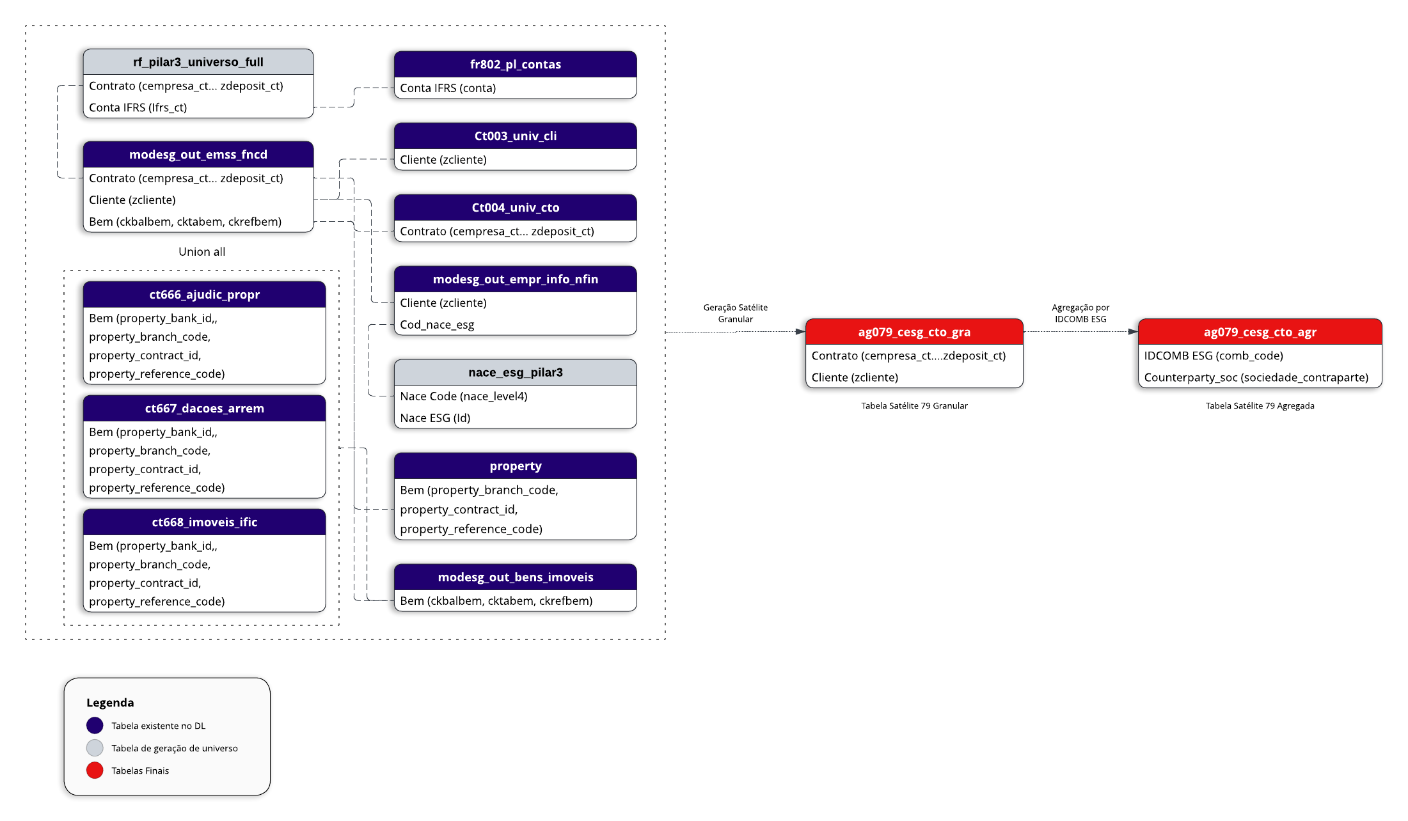 rf_pilar3_universo_full
Contrato (cempresa_ct... zdeposit_ct)
Conta IFRS (Ifrs_ct)
modesg_out_emss_fncd
Contrato (cempresa_ct... zdeposit_ct)
Cliente (zcliente)
Bem (ckbalbem, cktabem, ckrefbem)
Union all
ct666_ajudic_propr
Bem (property_bank_id,,
property_branch_code,
property_contract_id,
property_reference_code)
ct667_dacoes_arrem
Bem (property_bank_id,,
property_branch_code,
property_contract_id,
property_reference_code)
ct668_imoveis_ific
Bem (property_bank_id,,
property_branch_code,
property_contract_id,
property_reference_code)
fr802_pl_contas
Conta IFRS (conta)
Ct003_univ_cli
Cliente (zcliente)
Ct004_univ_cto
Contrato (cempresa_ct... zdeposit_ct)
modesg_out_empr_info_nfin
Cliente (zcliente)
Cod_nace_esg
nace_esg_pilar3
Nace Code (nace_level4)
Nace ESG (Id)
property
Bem (property_branch_code,
property_contract_id,
property_reference_code)
modesg_out_bens_imoveis
Bem (ckbalbem, cktabem, ckrefbem)
Geração Satélite
Granular
ag079_cesg_cto_gra
Contrato (cempresa_ct....zdeposit_ct)
Cliente (zcliente)
Tabela Satélite 79 Granular
Agregação por
IDCOMB ESG
ag079_cesg_cto_agr
IDCOMB ESG (comb_code)
Counterparty_soc (sociedade_contraparte)
Tabela Satélite 79 Agregada
Legenda
Tabela existente no DL
Tabela de geração de universo
Tabelas Finais